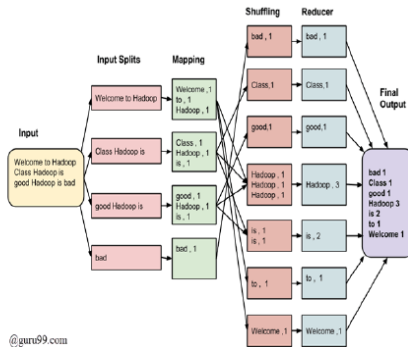 Shuffling
Reducer
Input Splits
Mapping
Input
Final
Output
Welcome to Hadoop
Class Hadoop is
good Hadoop is bad
Welcome to Hadoop
Class Hadoop is
good Hadoop is
bad
Welcome , 1
to , 1
Hadoop , 1
Class , 1
Hadoop , 1
is , 1
good , 1
Hadoop , 1
is , 1
bad , 1
bad , 1
Class,1
good,1
Hadoop , 1
Hadoop , 1
Hadoop , 1
is , 1
is , 1
to , 1
Welcome ,1
bad , 1
Class,1
good,1
Hadoop , 3
is , 2
to , 1
Welcome , 1
bad 1
Class 1
good 1
Hadoop 3
is 2
to 1
Welcome 1
@guru99.com